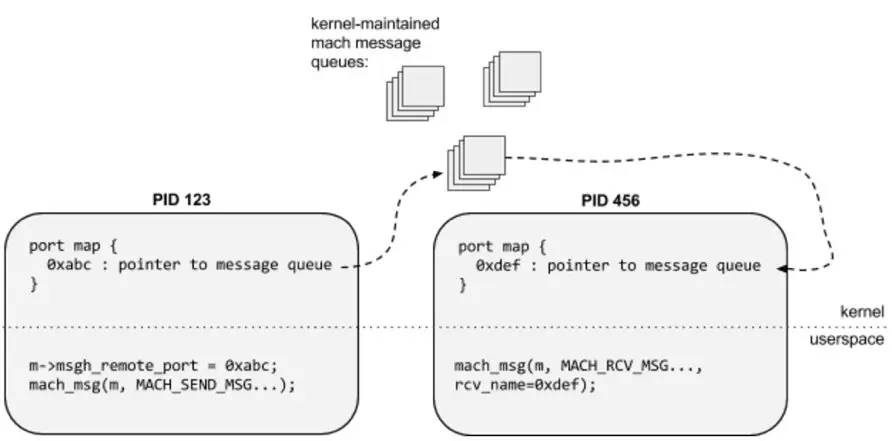 kernel-maintained
mach message
queues:
PID 123
port map {
0xabc : pointer to message queue
}
m->msgh_remote_port = 0xabc;
mach_msg(m, MACH_SEND_MSG...);
PID 456
port map {
0xdef : pointer to message queue
}
mach_msg(m, MACH_RCV_MSG...,
rcv_name=0xdef);
kernel
userspace